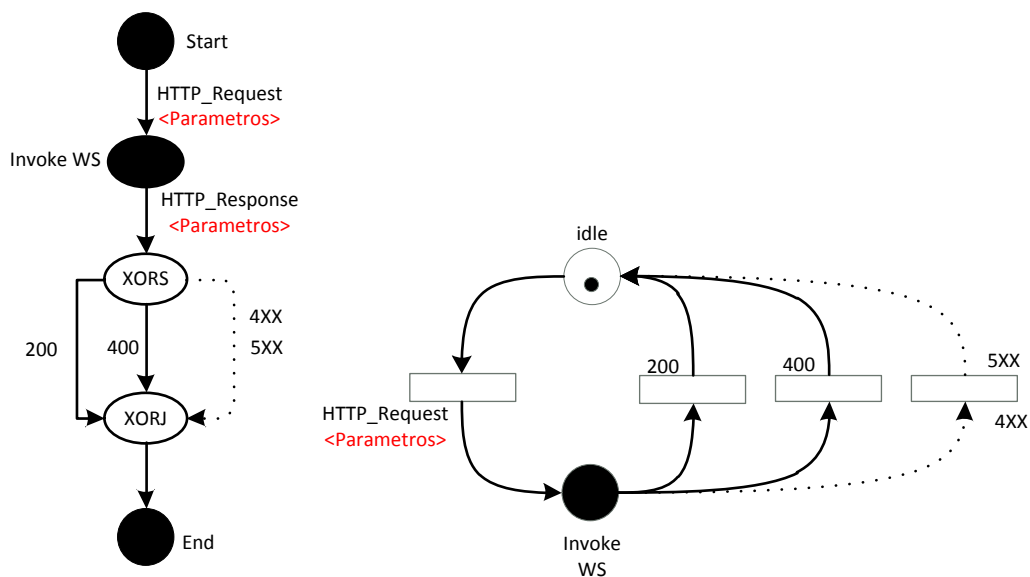 Start
HTTP_Request
<Parametros>
Invoke WS
HTTP_Response
<Parametros>
XORS
200
400
4XX
5XX
XORJ
End
idle
200
400
5XX
4XX
HTTP_Request
<Parametros>
Invoke
WS